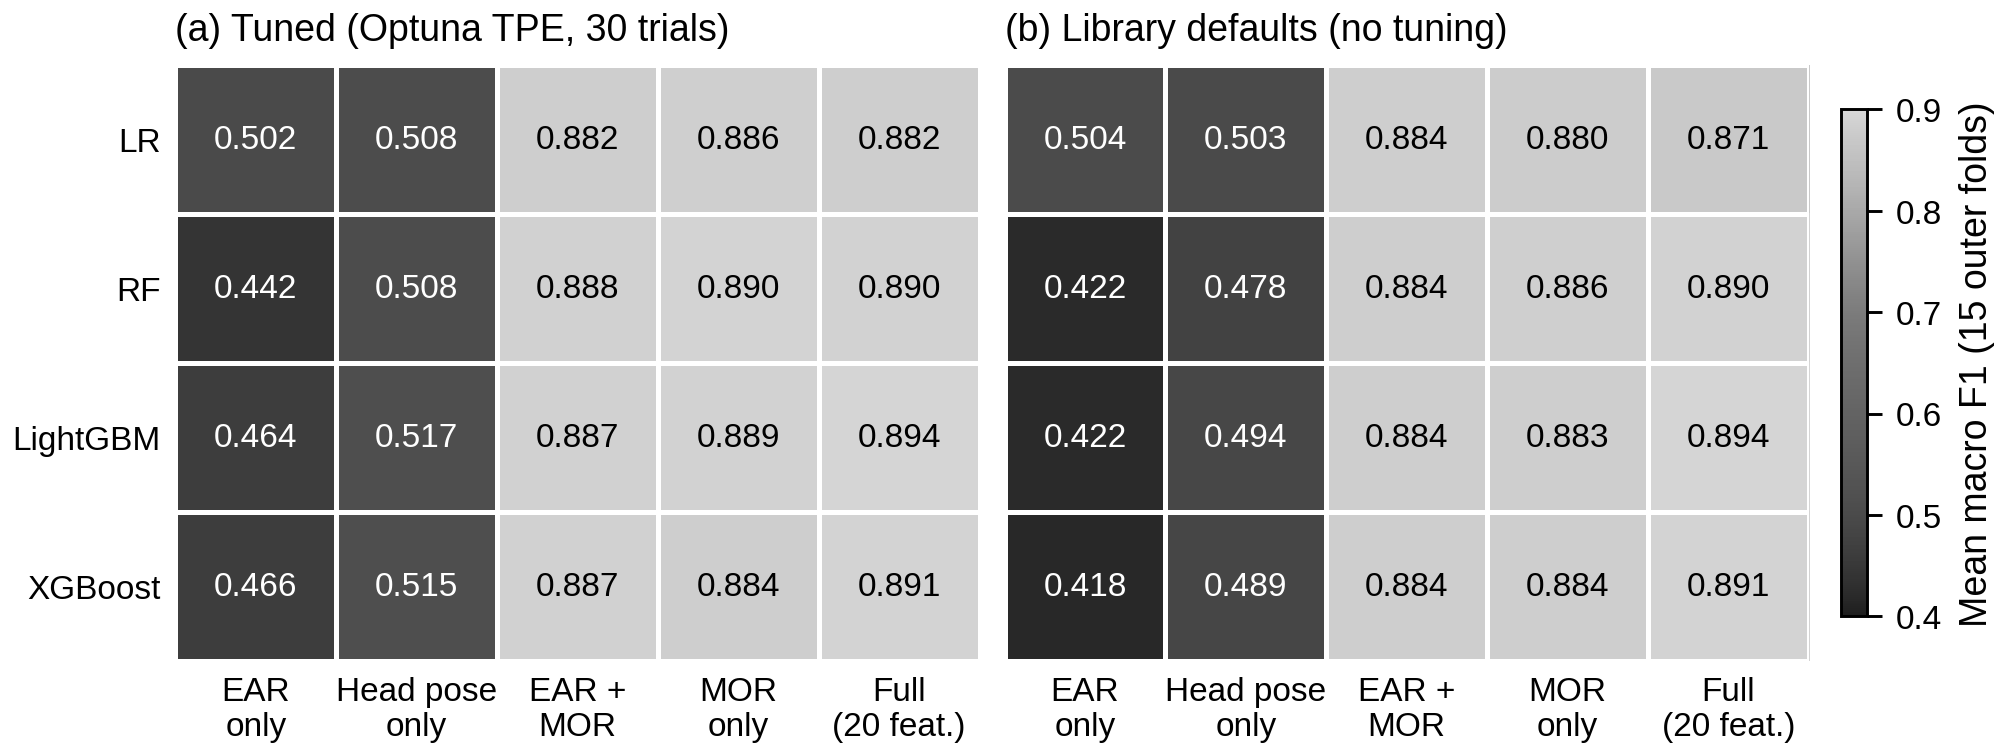 (a) Tuned (Optuna TPE, 30 trials)
(b) Library defaults (no tuning)
LR
0.502 0.508 0.882 0.886 0.882
0.504 0.503 0.884 0.880 0.871
RF
0.442 0.508 0.888 0.890 0.890
0.422 0.478 0.884 0.886 0.890
LightGBM
0.464 0.517 0.887 0.889 0.894
0.422 0.494 0.884 0.883 0.894
XGBoost
0.466 0.515 0.887 0.884 0.891
0.418 0.489 0.884 0.884 0.891
EAR
only
Head pose
only
EAR +
MOR
MOR
only
Full
(20 feat.)
EAR
only
Head pose
only
EAR +
MOR
MOR
only
Full
(20 feat.)
0.9
0.8
0.7
0.6
0.5
0.4
Mean macro F1 (15 outer folds)